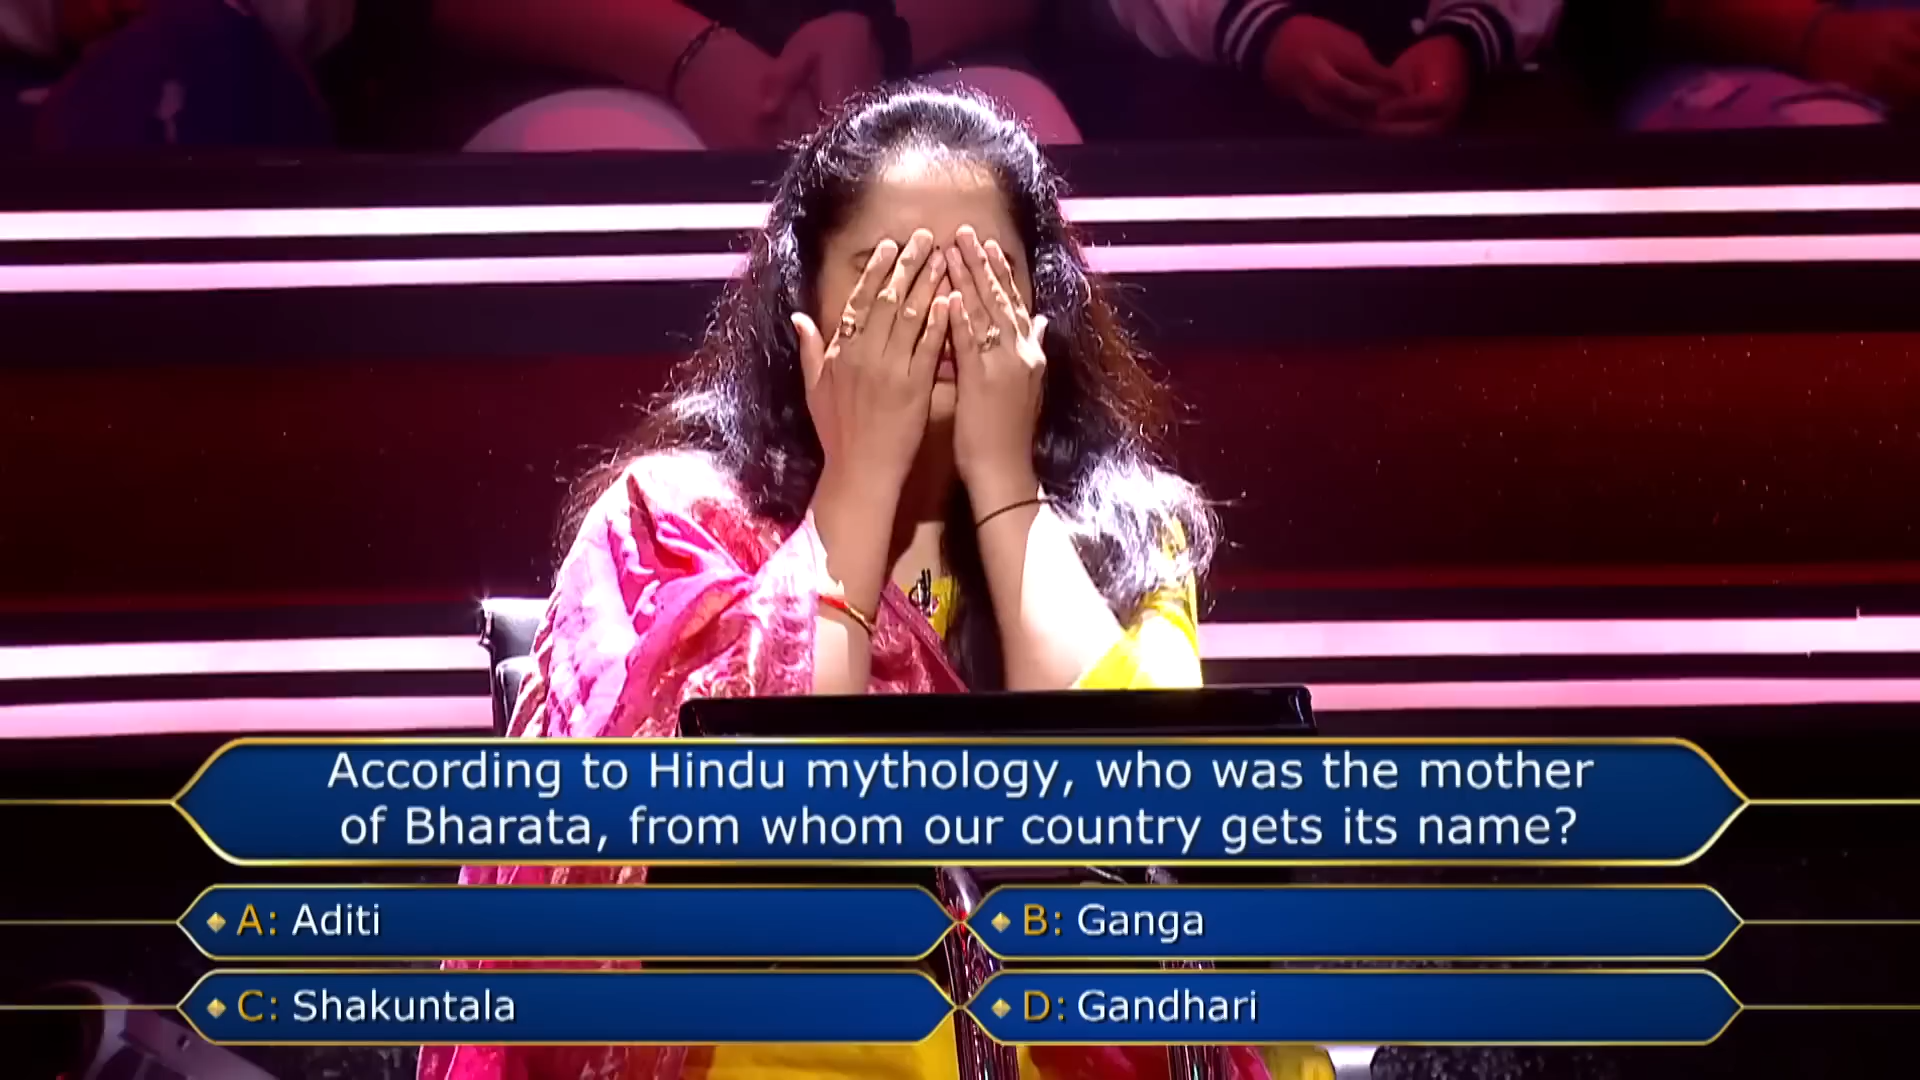 According to Hindu mythology, who was the mother
of Bharata, from whom our country gets its name?
A: Aditi
B: Ganga
C: Shakuntala
D: Gandhari